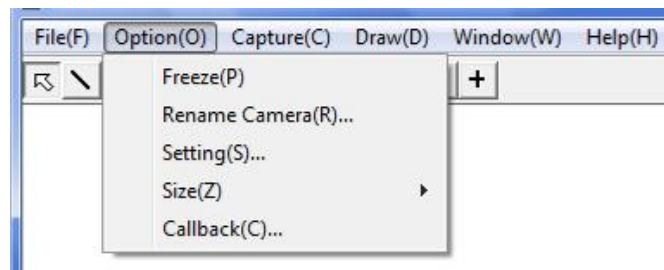 File(F) Option(O) Capture(C) Draw(D) Window(W) Help(H)
Freeze(P)
Rename Camera(R)...
Setting(S)...
Size(Z)
Callback(C)...